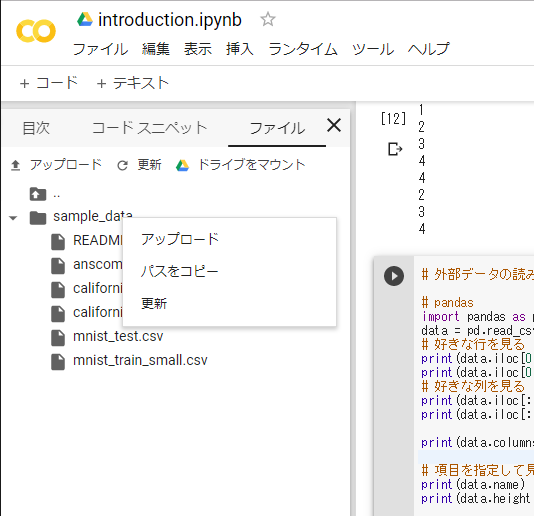 introduction.ipynb
ファイル 編集 表示 挿入 ランタイム ツール ヘルプ
+ コード + テキスト
目次 コード スニペット ファイル
アップロード 更新 ドライブをマウント
..
sample_data
README
anscom
californi
californi
mnist_test.csv
mnist_train_small.csv
アップロード
パスをコピー
更新
[12]
1
2
3
4
4
2
3
4
# 外部データの読み
# pandas
import pandas as p
data = pd.read_csv
# 好きな行を見る
print(data.iloc[0
print(data.iloc[0
# 好きな列を見る
print(data.iloc[:
print(data.iloc[:
print(data.columns
# 項目を指定して見
print(data.name)
print(data.height